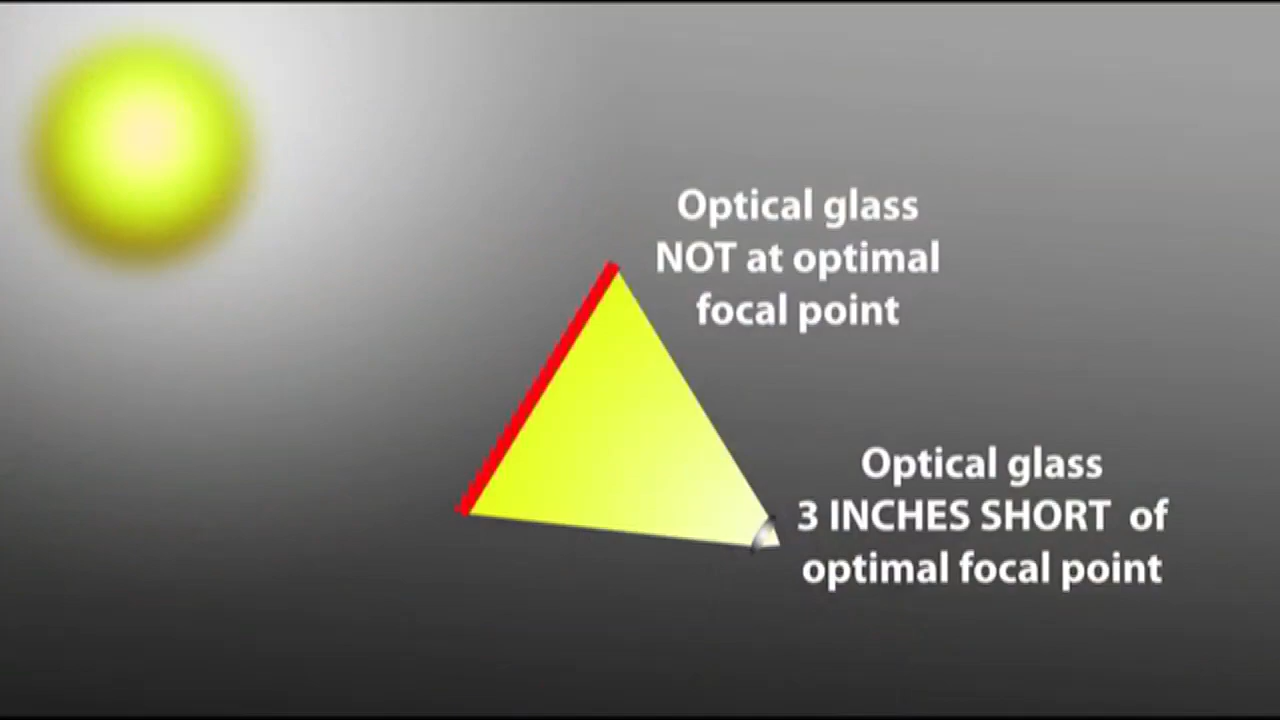 Optical glass
NOT at optimal
focal point
Optical glass
3 INCHES SHORT of
optimal focal point